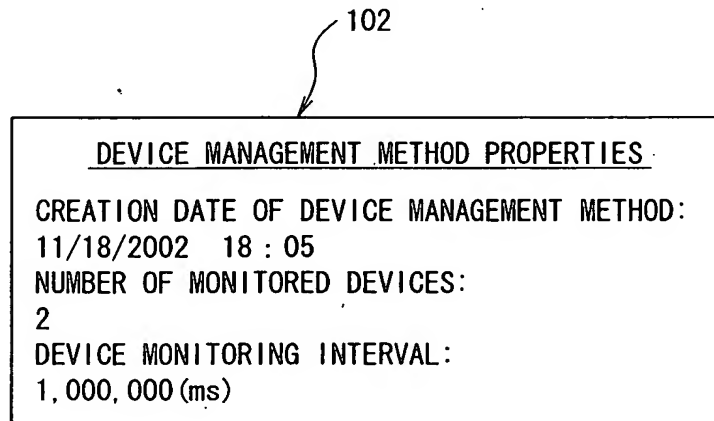 102
DEVICE MANAGEMENT METHOD PROPERTIES
CREATION DATE OF DEVICE MANAGEMENT METHOD:
11/18/2002 18:05
NUMBER OF MONITORED DEVICES:
2
DEVICE MONITORING INTERVAL:
1,000,000(ms)